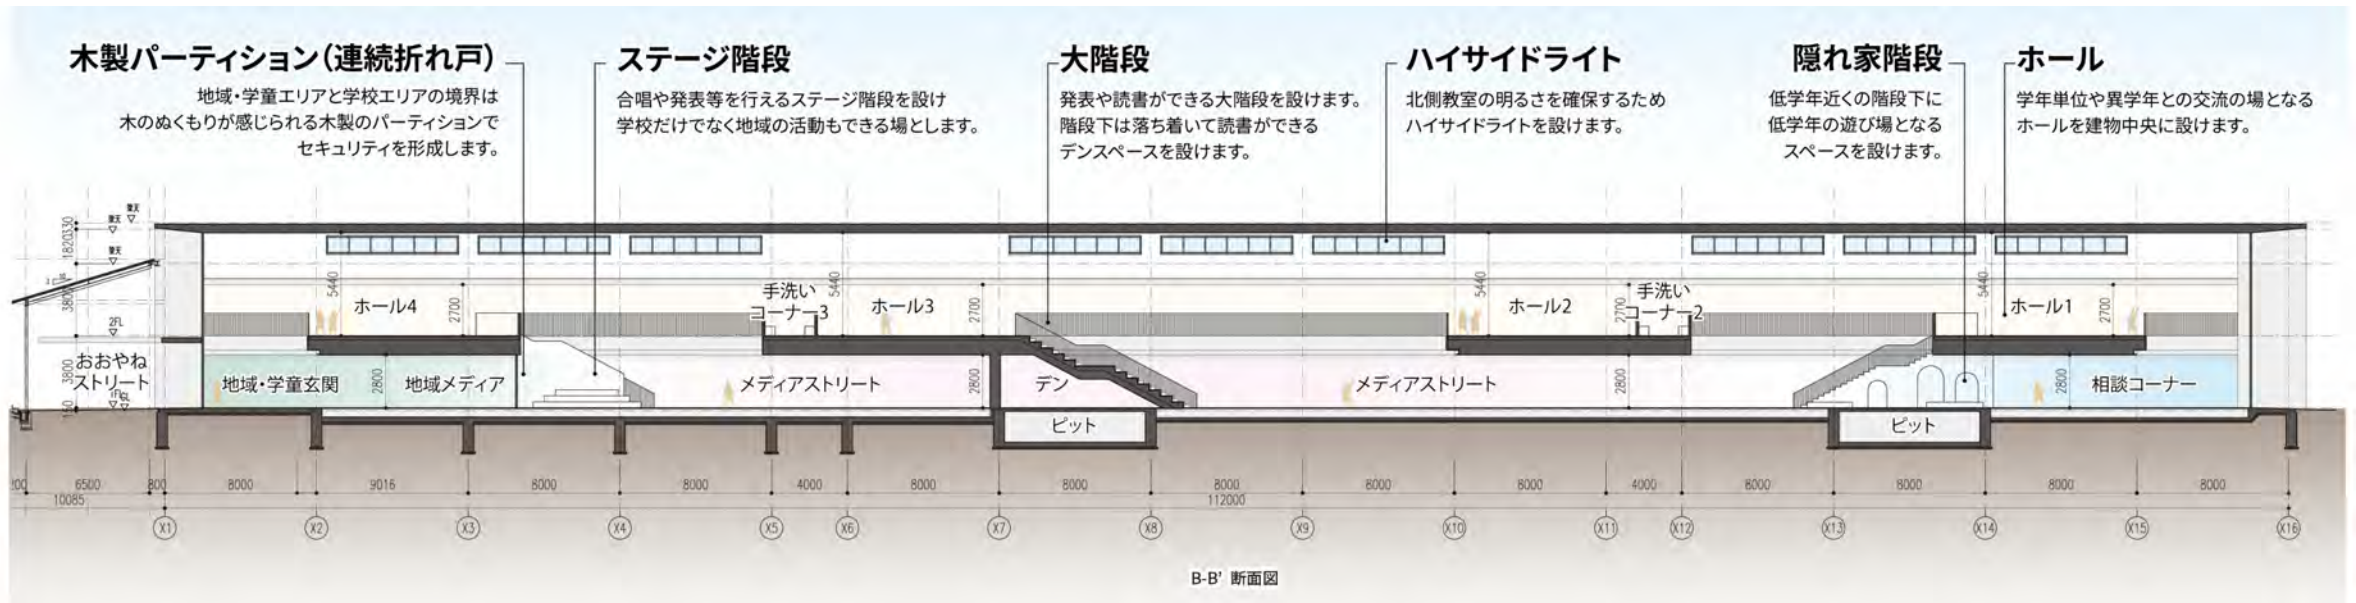 木製パーティション(連続折れ戸)
地域・学童エリアと学校エリアの境界は
木のぬくもりが感じられる木製のパーティションで
セキュリティを形成します。
ステージ階段
合唱や発表等を行えるステージ階段を設け
学校だけでなく地域の活動もできる場とします。
大階段
発表や読書ができる大階段を設けます。
階段下は落ち着いて読書ができる
デンスペースを設けます。
ハイサイドライト
北側教室の明るさを確保するため
ハイサイドライトを設けます。
隠れ家階段
低学年近くの階段下に
低学年の遊び場となる
スペースを設けます。
ホール
学年単位や異学年との交流の場となる
ホールを建物中央に設けます。
330
1820
3800
2FL
3800
150
5440
ホール4
2700
手洗い
コーナー3
5440
ホール3
2700
5440
ホール2
2700
手洗い
コーナー2
5440
ホール1
2700
おおやね
ストリート
地域・学童玄関
2800
地域メディア
メディアストリート
2800
デン
メディアストリート
2800
2800
相談コーナー
ピット
ピット
6500 800 8000 9016 8000 8000 4000 8000 8000 8000 8000 8000 4000 8000 8000 8000 8000
10085 112000
X1 X2 X3 X4 X5 X6 X7 X8 X9 X10 X11 X12 X13 X14 X15 X16
B-B' 断面図